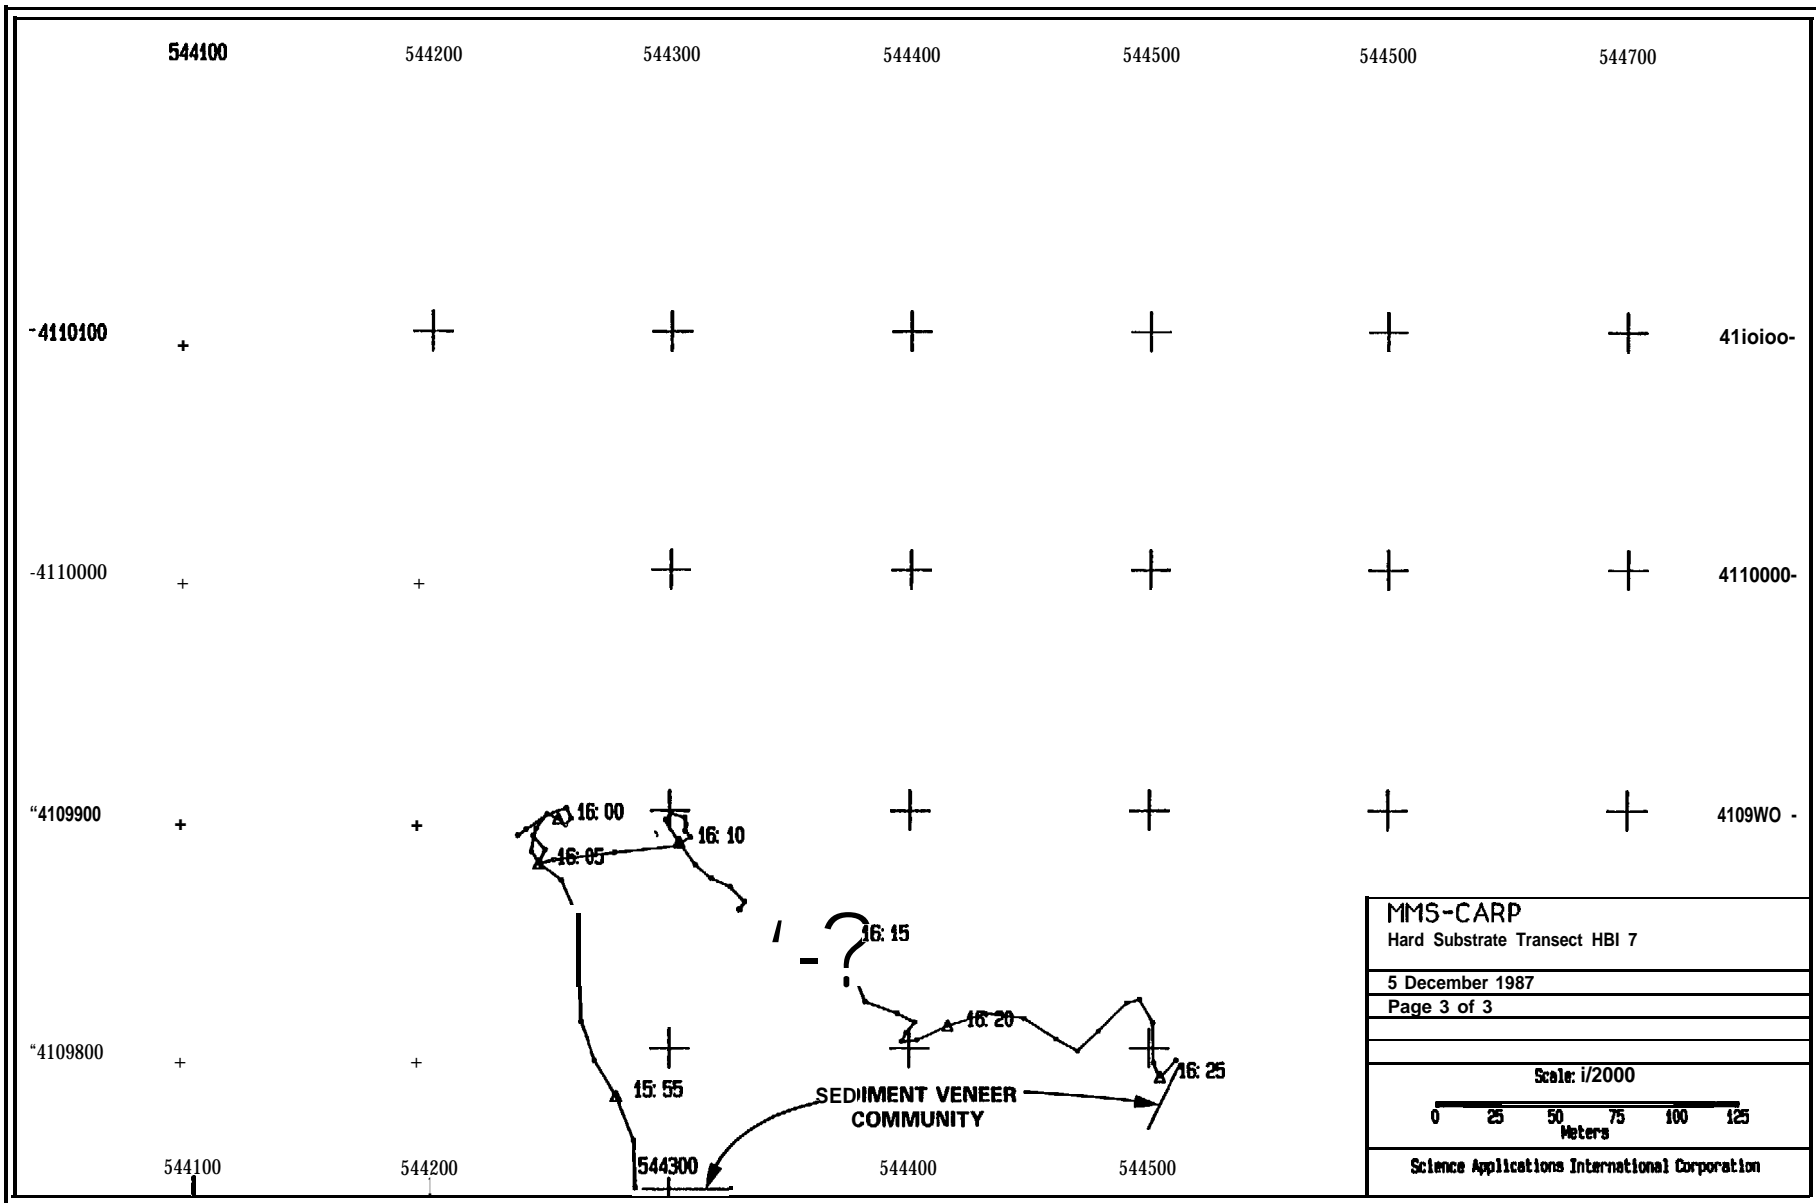 544100 544200 544300 544400 544500 544500 544700
-4110100 41ioioo-
-4110000 4110000-
“4109900 4109WO -
16: 00
16: 10
16: 05
16: 15
16: 20
“4109800
16: 25
15: 55
SEDIMENT VENEER
COMMUNITY
544100 544200 544300 544400 544500
MMS-CARP
Hard Substrate Transect HBI 7
5 December 1987
Page 3 of 3
Scale: i/2000
0 25 50 75 100 125
Meters
Science Applications International Corporation